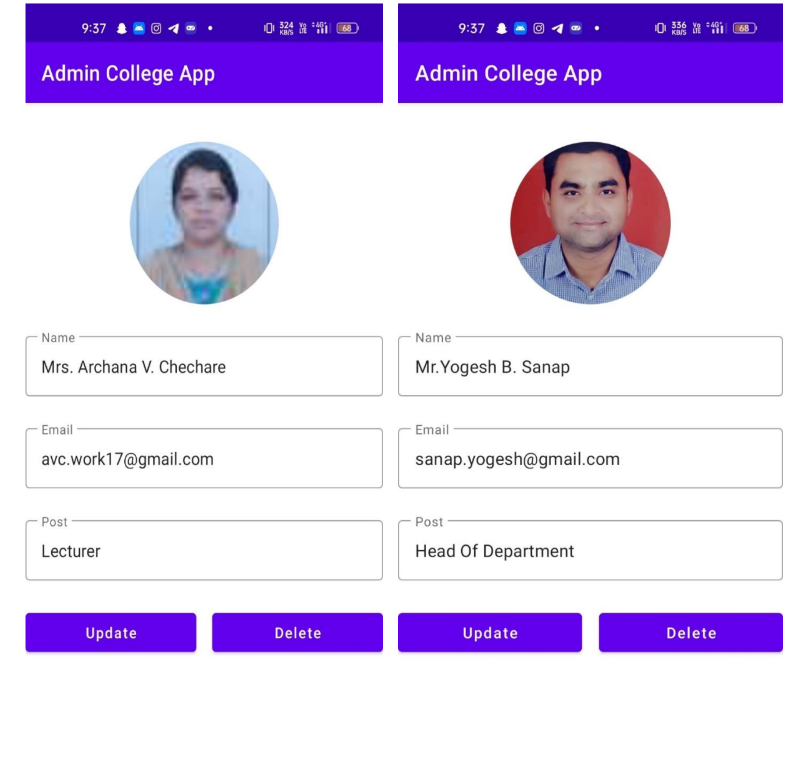 9:37
324 KB/S Vo LTE 4G+ 68
Admin College App
Name
Mrs. Archana V. Chechare
Email
avc.work17@gmail.com
Post
Lecturer
Update Delete
9:37
336 KB/S Vo LTE 4G+ 68
Admin College App
Name
Mr.Yogesh B. Sanap
Email
sanap.yogesh@gmail.com
Post
Head Of Department
Update Delete